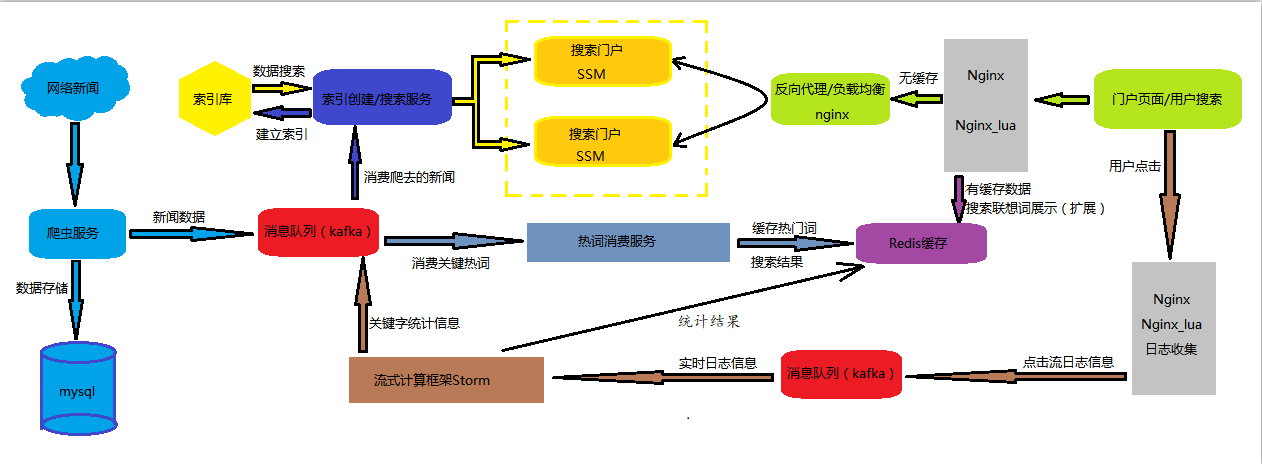 网络新闻
索引库
数据搜索
建立索引
索引创建/搜索服务
搜索门户
SSM
搜索门户
SSM
反向代理/负载均衡
nginx
无缓存
Nginx
Nginx_lua
门户页面/用户搜索
消费爬去的新闻
用户点击
有缓存数据
搜索联想词展示（扩展）
爬虫服务
新闻数据
消息队列（kafka）
消费关键热词
热词消费服务
缓存热门词
搜索结果
Redis缓存
数据存储
关键字统计信息
统计结果
Nginx
Nginx_lua
日志收集
mysql
流式计算框架Storm
实时日志信息
消息队列（kafka）
点击流日志信息